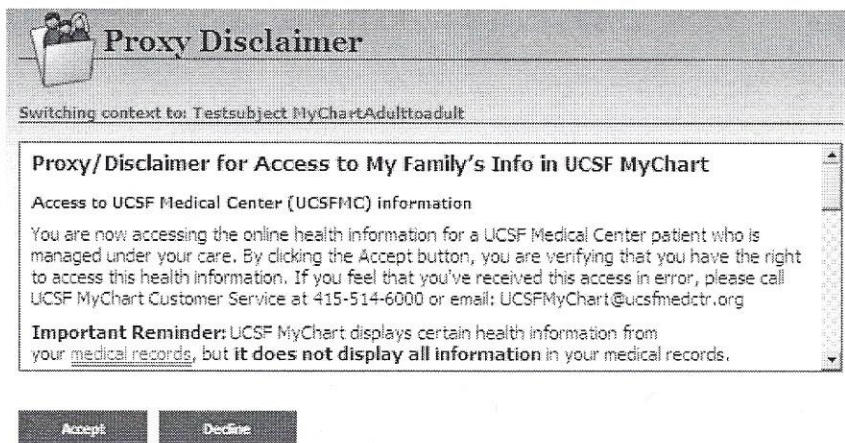 Proxy Disclaimer
Switching context to: Testsubject MyChartAdulttoadult
Proxy/Disclaimer for Access to My Family's Info in UCSF MyChart
Access to UCSF Medical Center (UCSFMC) information
You are now accessing the online health information for a UCSF Medical Center patient who is
managed under your care. By clicking the Accept button, you are verifying that you have the right
to access this health information. If you feel that you've received this access in error, please call
UCSF MyChart Customer Service at 415-514-6000 or email: UCSFMyChart@ucsfmedctr.org
Important Reminder: UCSF MyChart displays certain health information from
your medical records, but it does not display all information in your medical records.
Accept Decline